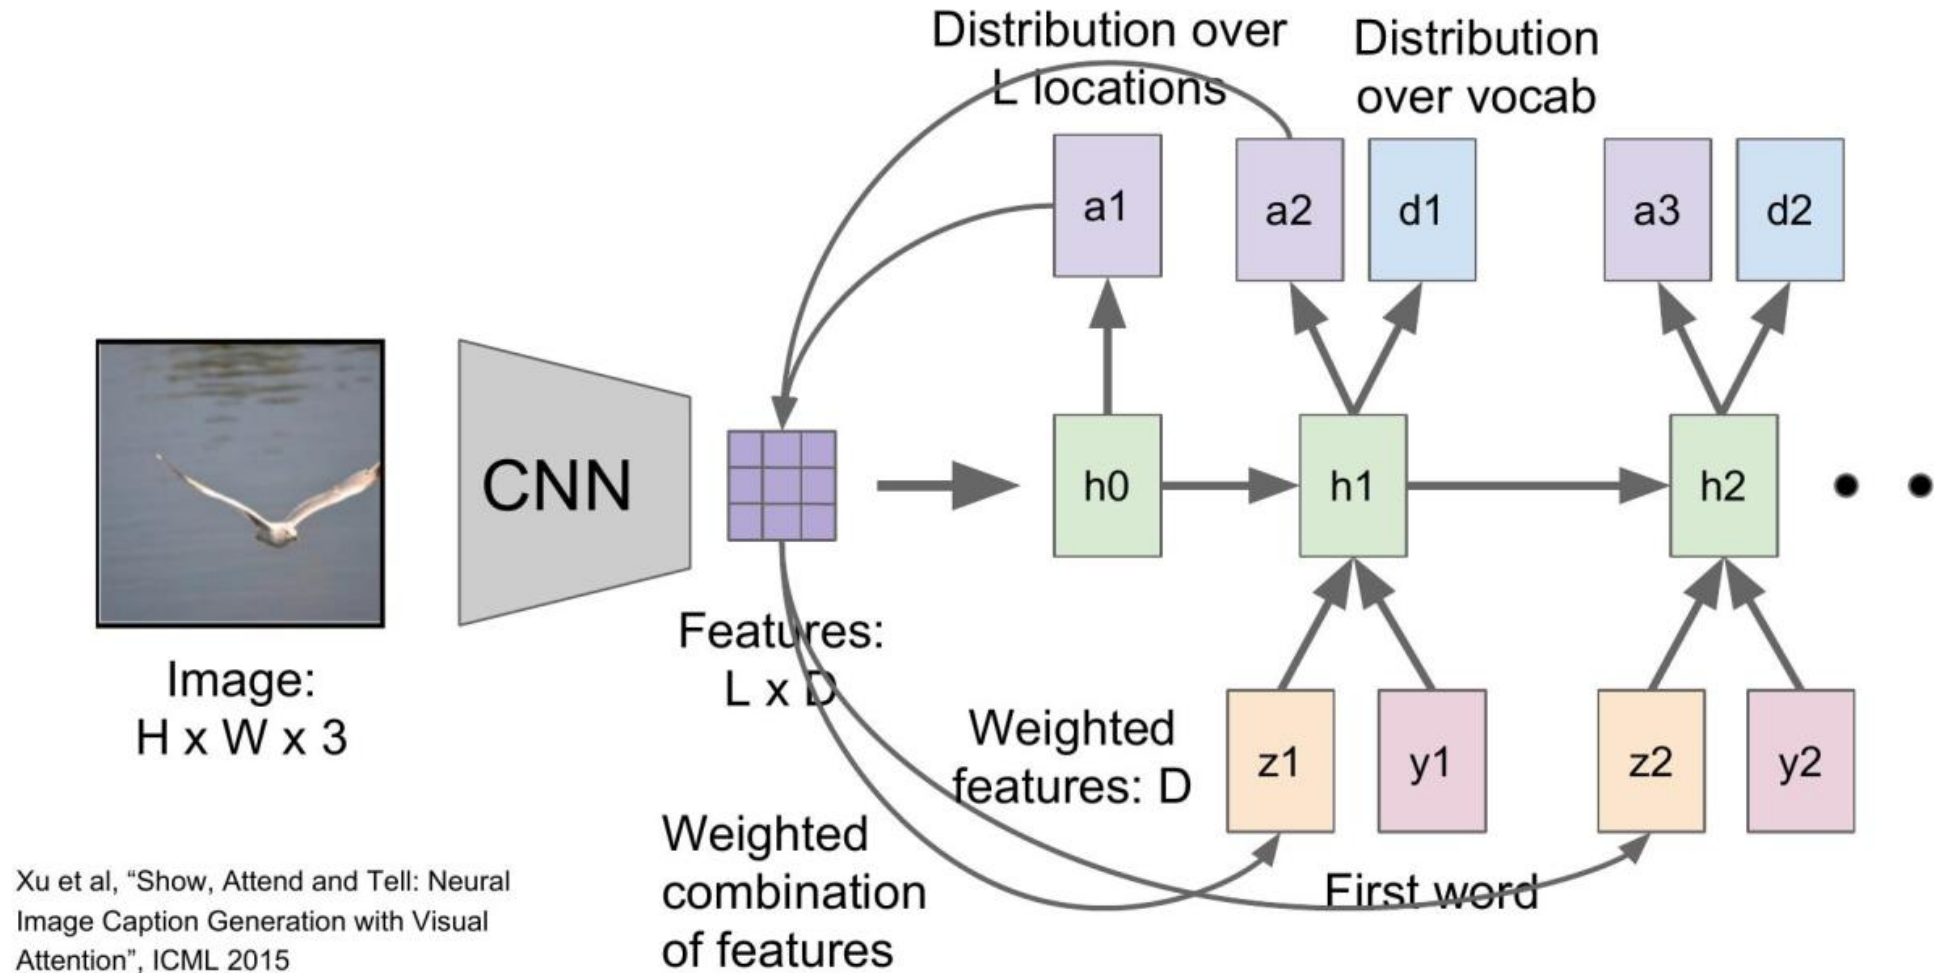 Distribution over
L locations
Distribution
over vocab
a1
a2
d1
a3
d2
CNN
h0
h1
h2
Features:
L x D
Image:
H x W x 3
Weighted
features: D
z1
y1
z2
y2
Weighted
combination
of features
First word
Xu et al, “Show, Attend and Tell: Neural
Image Caption Generation with Visual
Attention”, ICML 2015